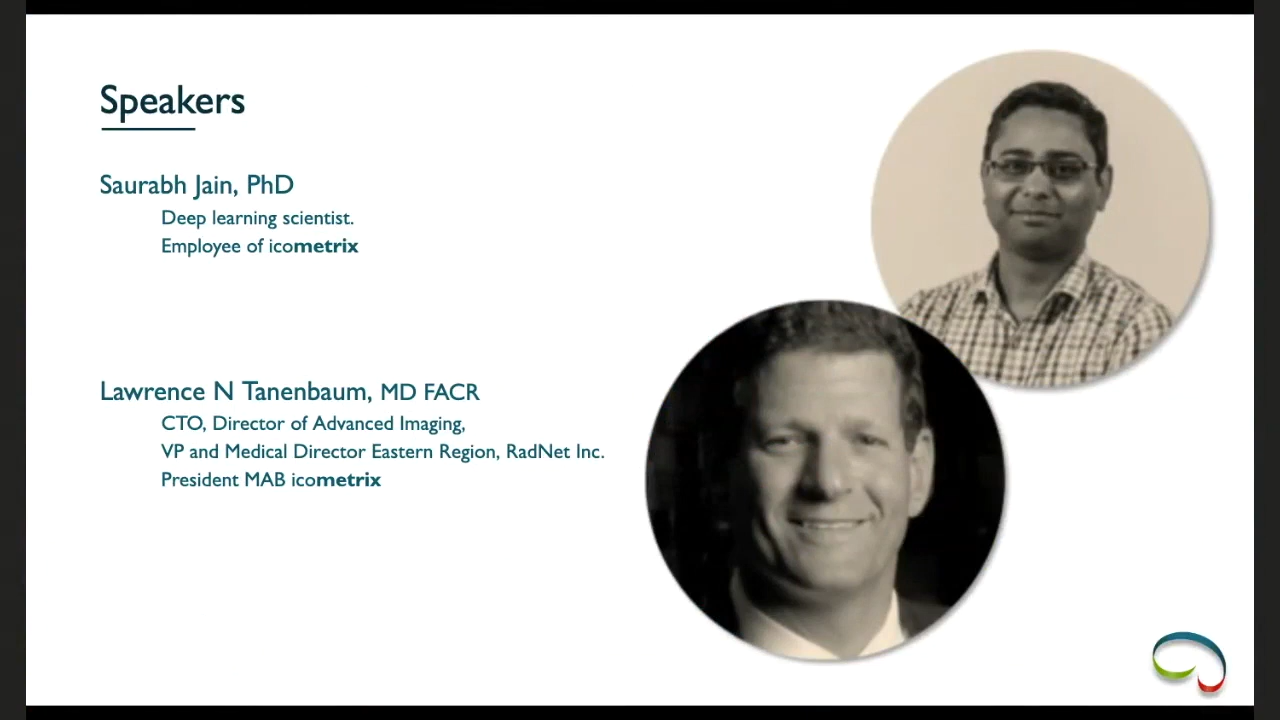 Speakers
Saurabh Jain, PhD
Deep learning scientist.
Employee of icometrix
Lawrence N Tanenbaum, MD FACR
CTO, Director of Advanced Imaging,
VP and Medical Director Eastern Region, RadNet Inc.
President MAB icometrix